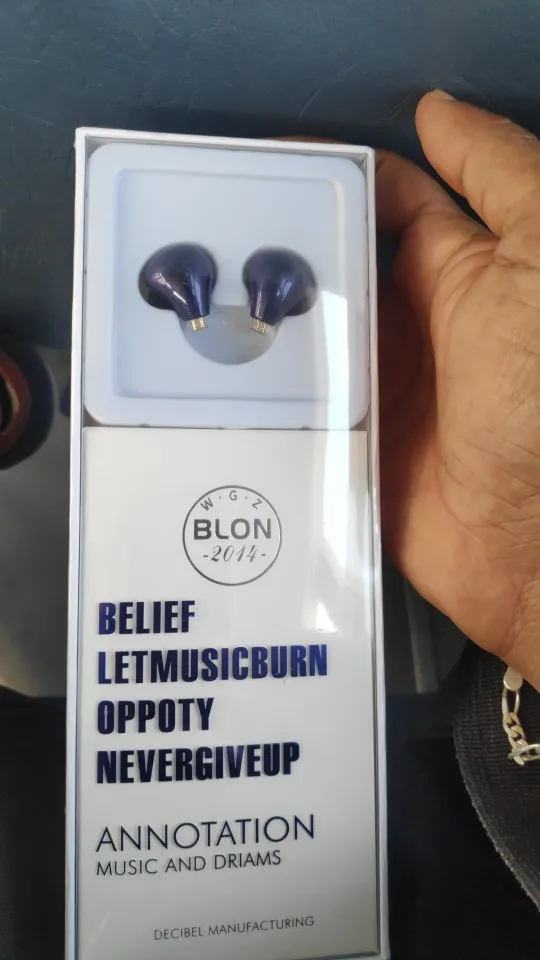 W·G·Z
BLON
-2014-
BELIEF
LETMUSICBURN
OPPOTY
NEVERGIVEUP
ANNOTATION
MUSIC AND DRIAMS
DECIBEL MANUFACTURING